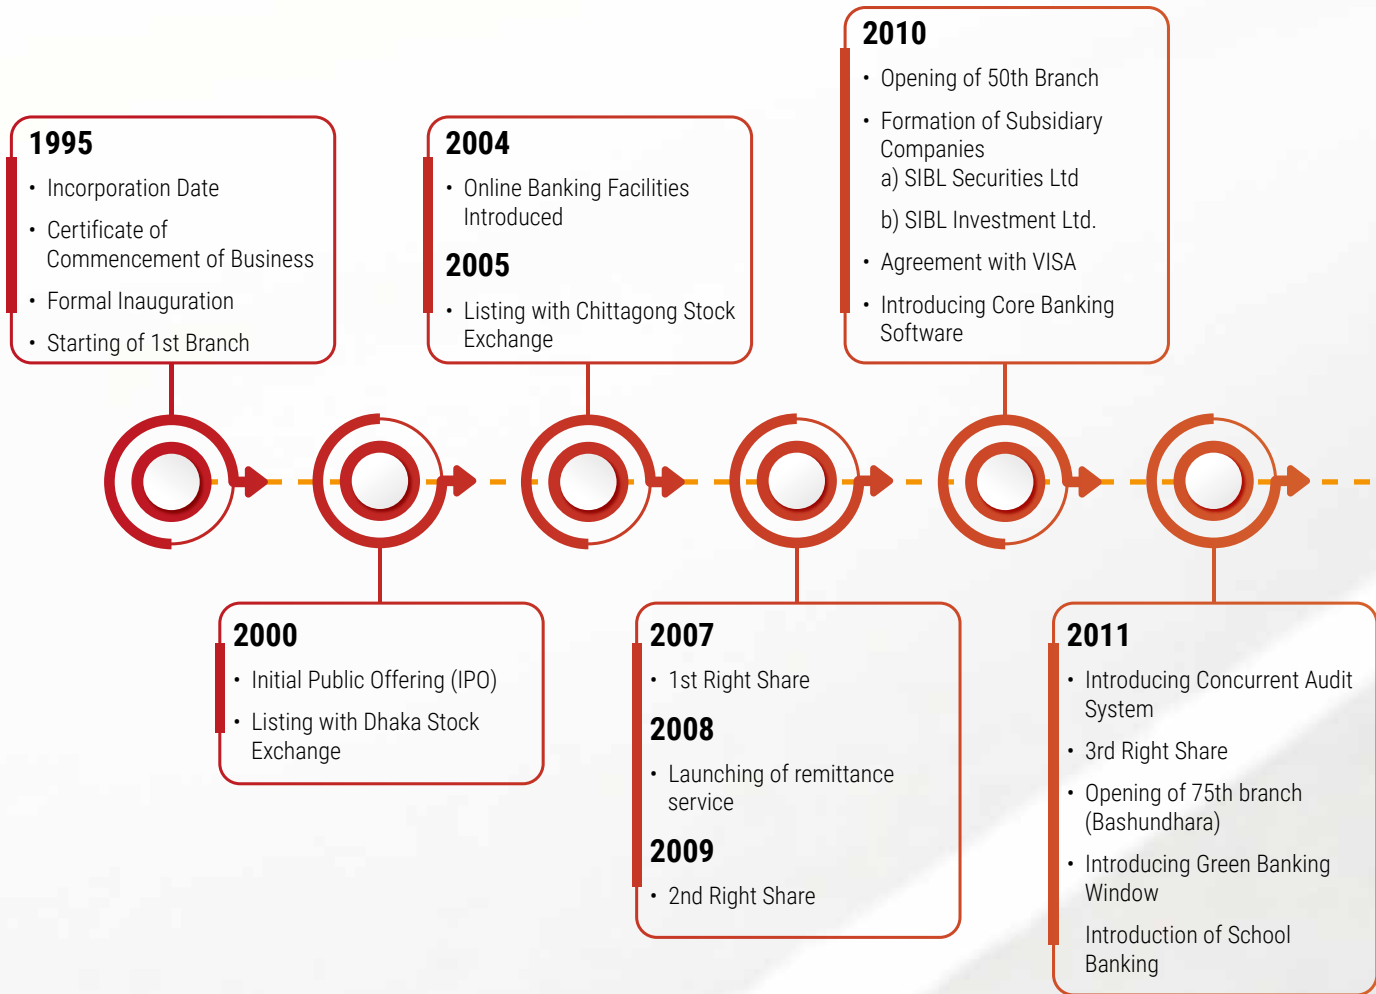 1995
• Incorporation Date
• Certificate of
Commencement of Business
• Formal Inauguration
• Starting of 1st Branch
2000
• Initial Public Offering (IPO)
• Listing with Dhaka Stock
Exchange
2004
• Online Banking Facilities
Introduced
2005
• Listing with Chittagong Stock
Exchange
2007
• 1st Right Share
2008
• Launching of remittance
service
2009
• 2nd Right Share
2010
• Opening of 50th Branch
• Formation of Subsidiary
Companies
a) SIBL Securities Ltd
b) SIBL Investment Ltd.
• Agreement with VISA
• Introducing Core Banking
Software
2011
• Introducing Concurrent Audit
System
• 3rd Right Share
• Opening of 75th branch
(Bashundhara)
• Introducing Green Banking
Window
Introduction of School
Banking